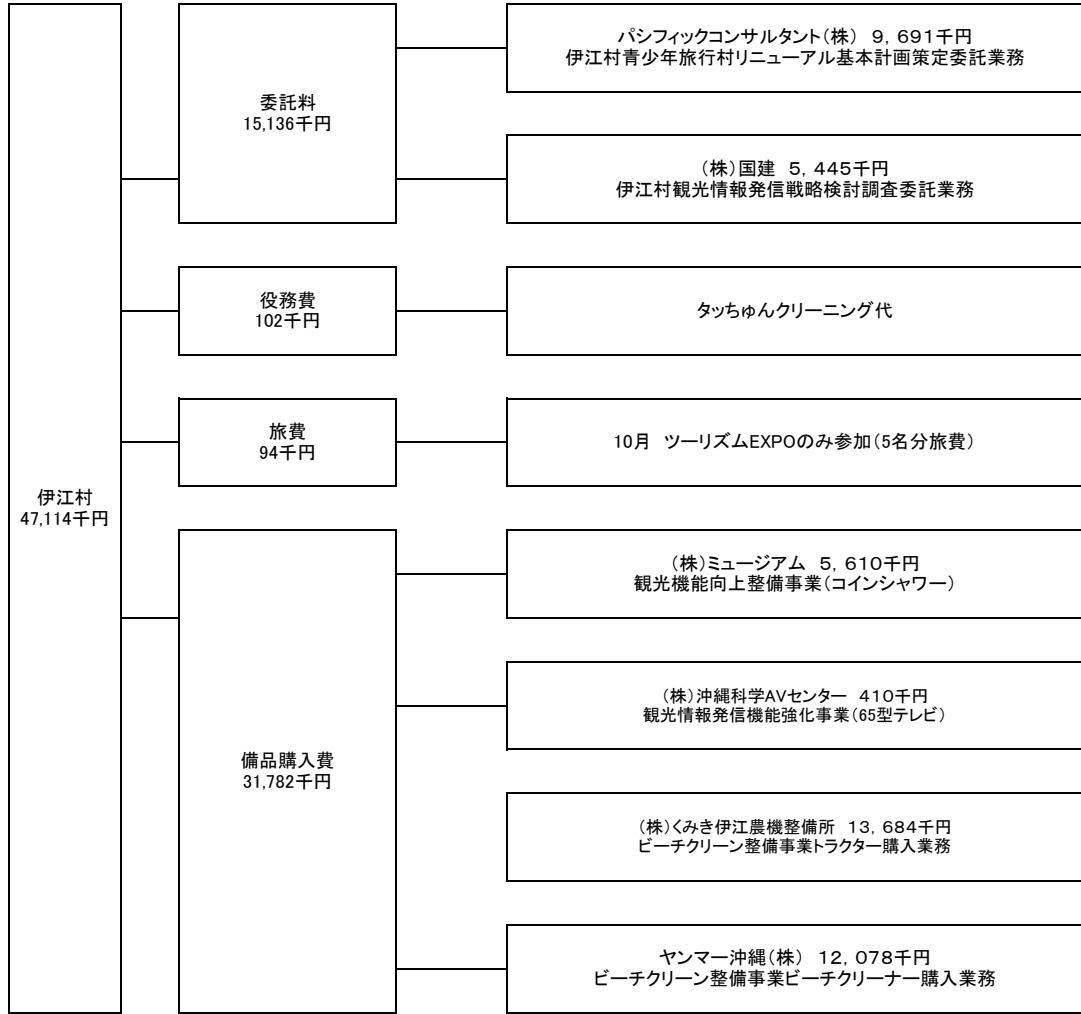 伊江村
47,114千円
委託料
15,136千円
パシフィックコンサルタント(株) 9,691千円
伊江村青少年旅行村リニューアル基本計画策定委託業務
(株)国建 5,445千円
伊江村観光情報発信戦略検討調査委託業務
役務費
102千円
タッちゅんクリーニング代
旅費
94千円
10月 ツーリズムEXPOのみ参加(5名分旅費)
備品購入費
31,782千円
(株)ミュージアム 5,610千円
観光機能向上整備事業(コインシャワー)
(株)沖縄科学AVセンター 410千円
観光情報発信機能強化事業(65型テレビ)
(株)くみき伊江農機整備所 13,684千円
ビーチクリーン整備事業トラクター購入業務
ヤンマー沖縄(株) 12,078千円
ビーチクリーン整備事業ビーチクリーナー購入業務